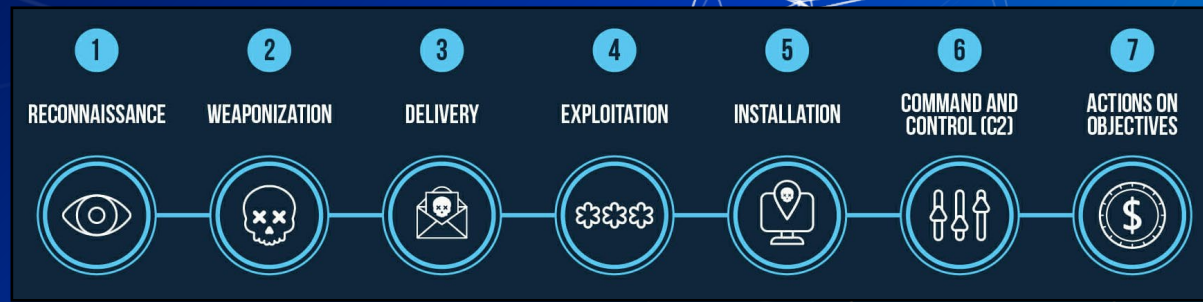 1
RECONNAISSANCE
2
WEAPONIZATION
3
DELIVERY
4
EXPLOITATION
5
INSTALLATION
6
COMMAND AND
CONTROL (C2)
7
ACTIONS ON
OBJECTIVES
$